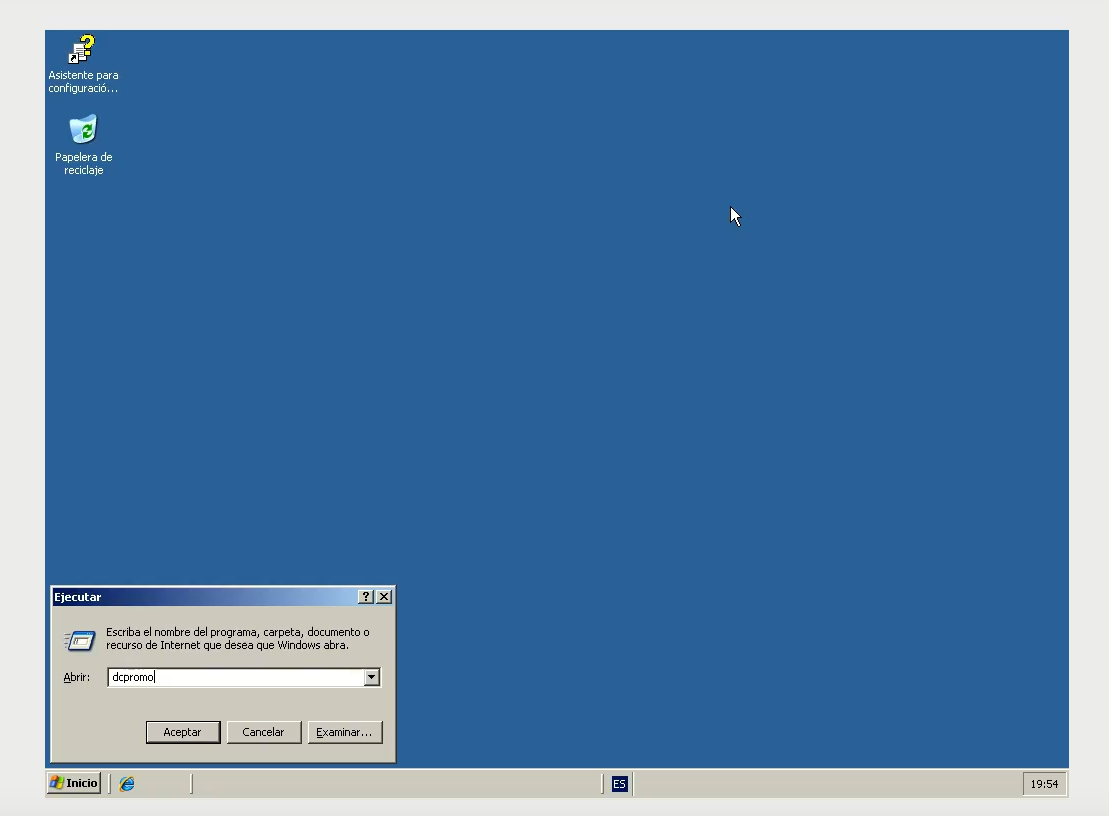 Asistente para
configuració...
Papelera de
reciclaje
Ejecutar
Escriba el nombre del programa, carpeta, documento o
recurso de Internet que desea que Windows abra.
Abrir: dcpromo
Aceptar Cancelar Examinar...
Inicio ES 19:54